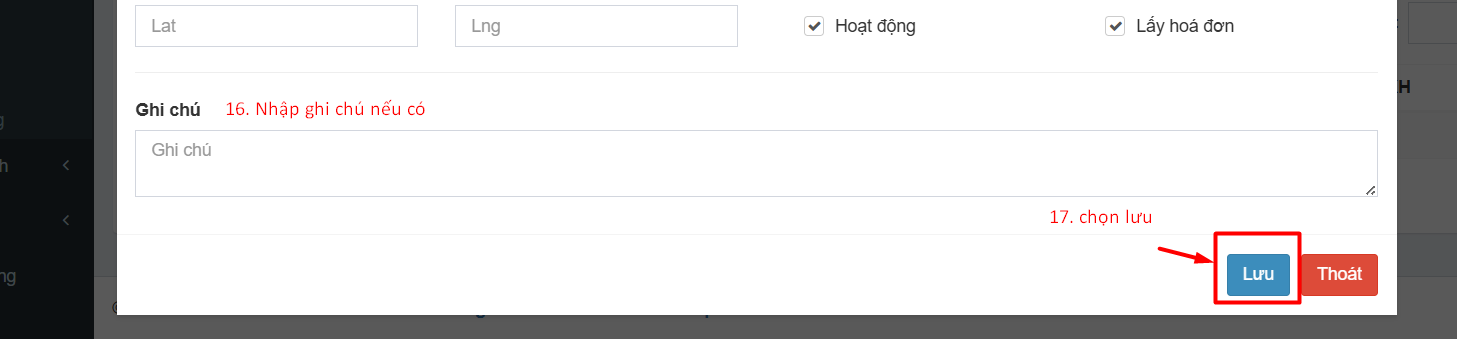 Lat
Lng
Hoạt động
Lấy hoá đơn
Ghi chú
16. Nhập ghi chú nếu có
Ghi chú
17. chọn lưu
Lưu
Thoát